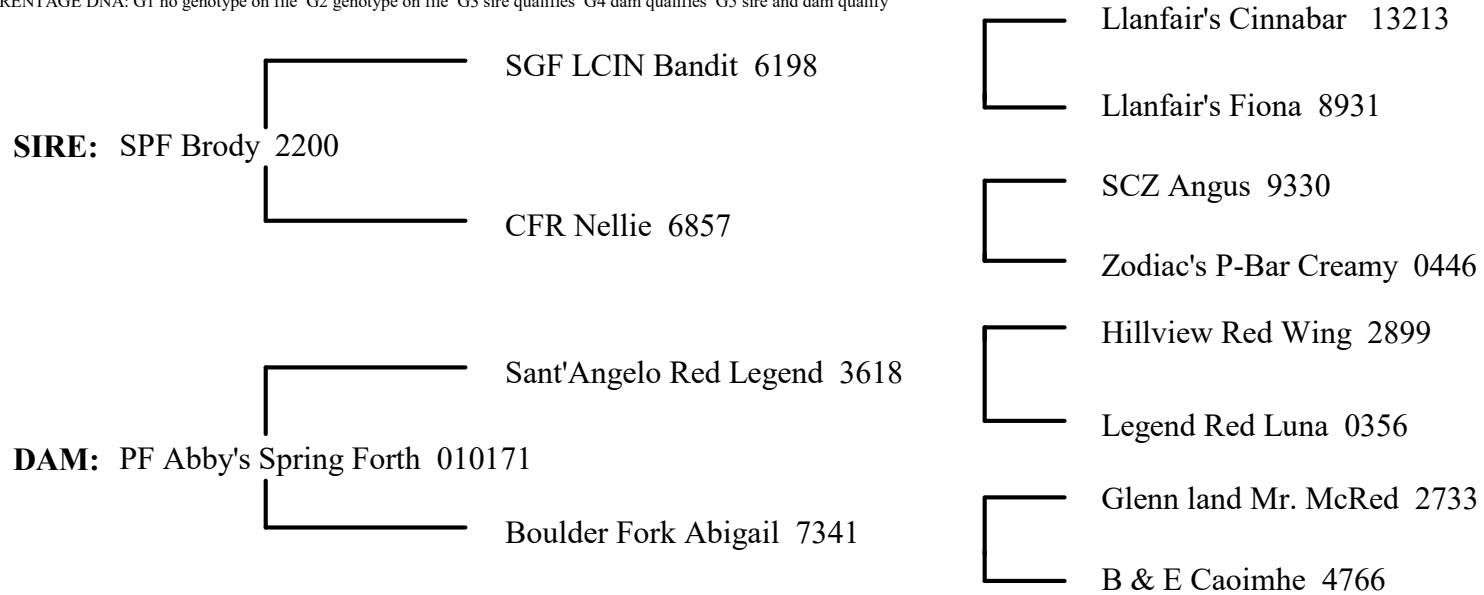 RENTAGE DNA: G1 no genotype on file G2 genotype on file G3 sire qualifies G4 dam qualifies G5 sire and dam qualify
Llanfair's Cinnabar 13213
SGF LCIN Bandit 6198
Llanfair's Fiona 8931
SIRE: SPF Brody 2200
SCZ Angus 9330
CFR Nellie 6857
Zodiac's P-Bar Creamy 0446
Hillview Red Wing 2899
Sant'Angelo Red Legend 3618
Legend Red Luna 0356
DAM: PF Abby's Spring Forth 010171
Glenn land Mr. McRed 2733
Boulder Fork Abigail 7341
B & E Caoimhe 4766